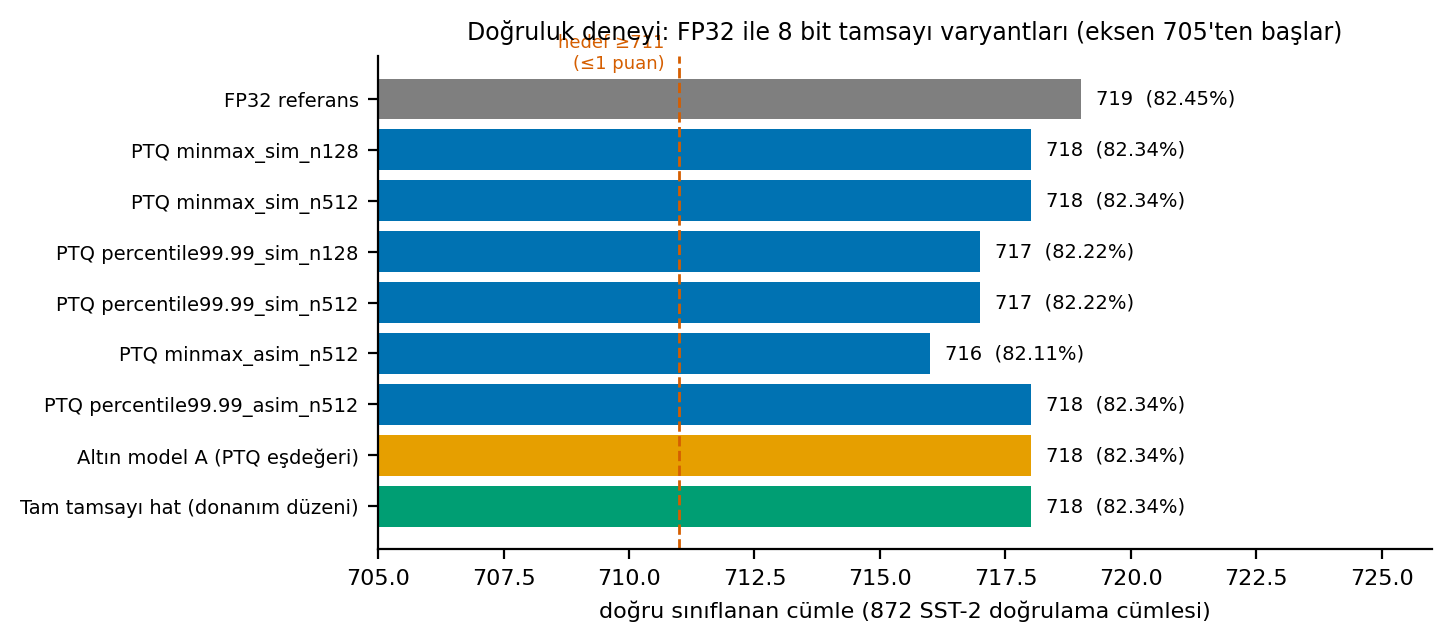 Doğruluk deneyi: FP32 ile 8 bit tamsayı varyantları (eksen 705'ten başlar)
hedef ≥711
(≤1 puan)
FP32 referans
719 (82.45%)
PTQ minmax_sim_n128
718 (82.34%)
PTQ minmax_sim_n512
718 (82.34%)
PTQ percentile99.99_sim_n128
717 (82.22%)
PTQ percentile99.99_sim_n512
717 (82.22%)
PTQ minmax_asim_n512
716 (82.11%)
PTQ percentile99.99_asim_n512
718 (82.34%)
Altın model A (PTQ eşdeğeri)
718 (82.34%)
Tam tamsayı hat (donanım düzeni)
718 (82.34%)
705.0 707.5 710.0 712.5 715.0 717.5 720.0 722.5 725.0
doğru sınıflanan cümle (872 SST-2 doğrulama cümlesi)